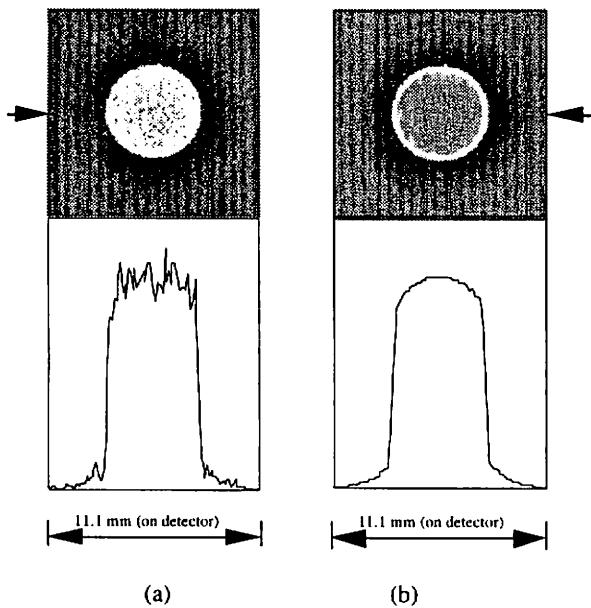 11.1 mm (on detector)
11.1 mm (on detector)
(a)
(b)